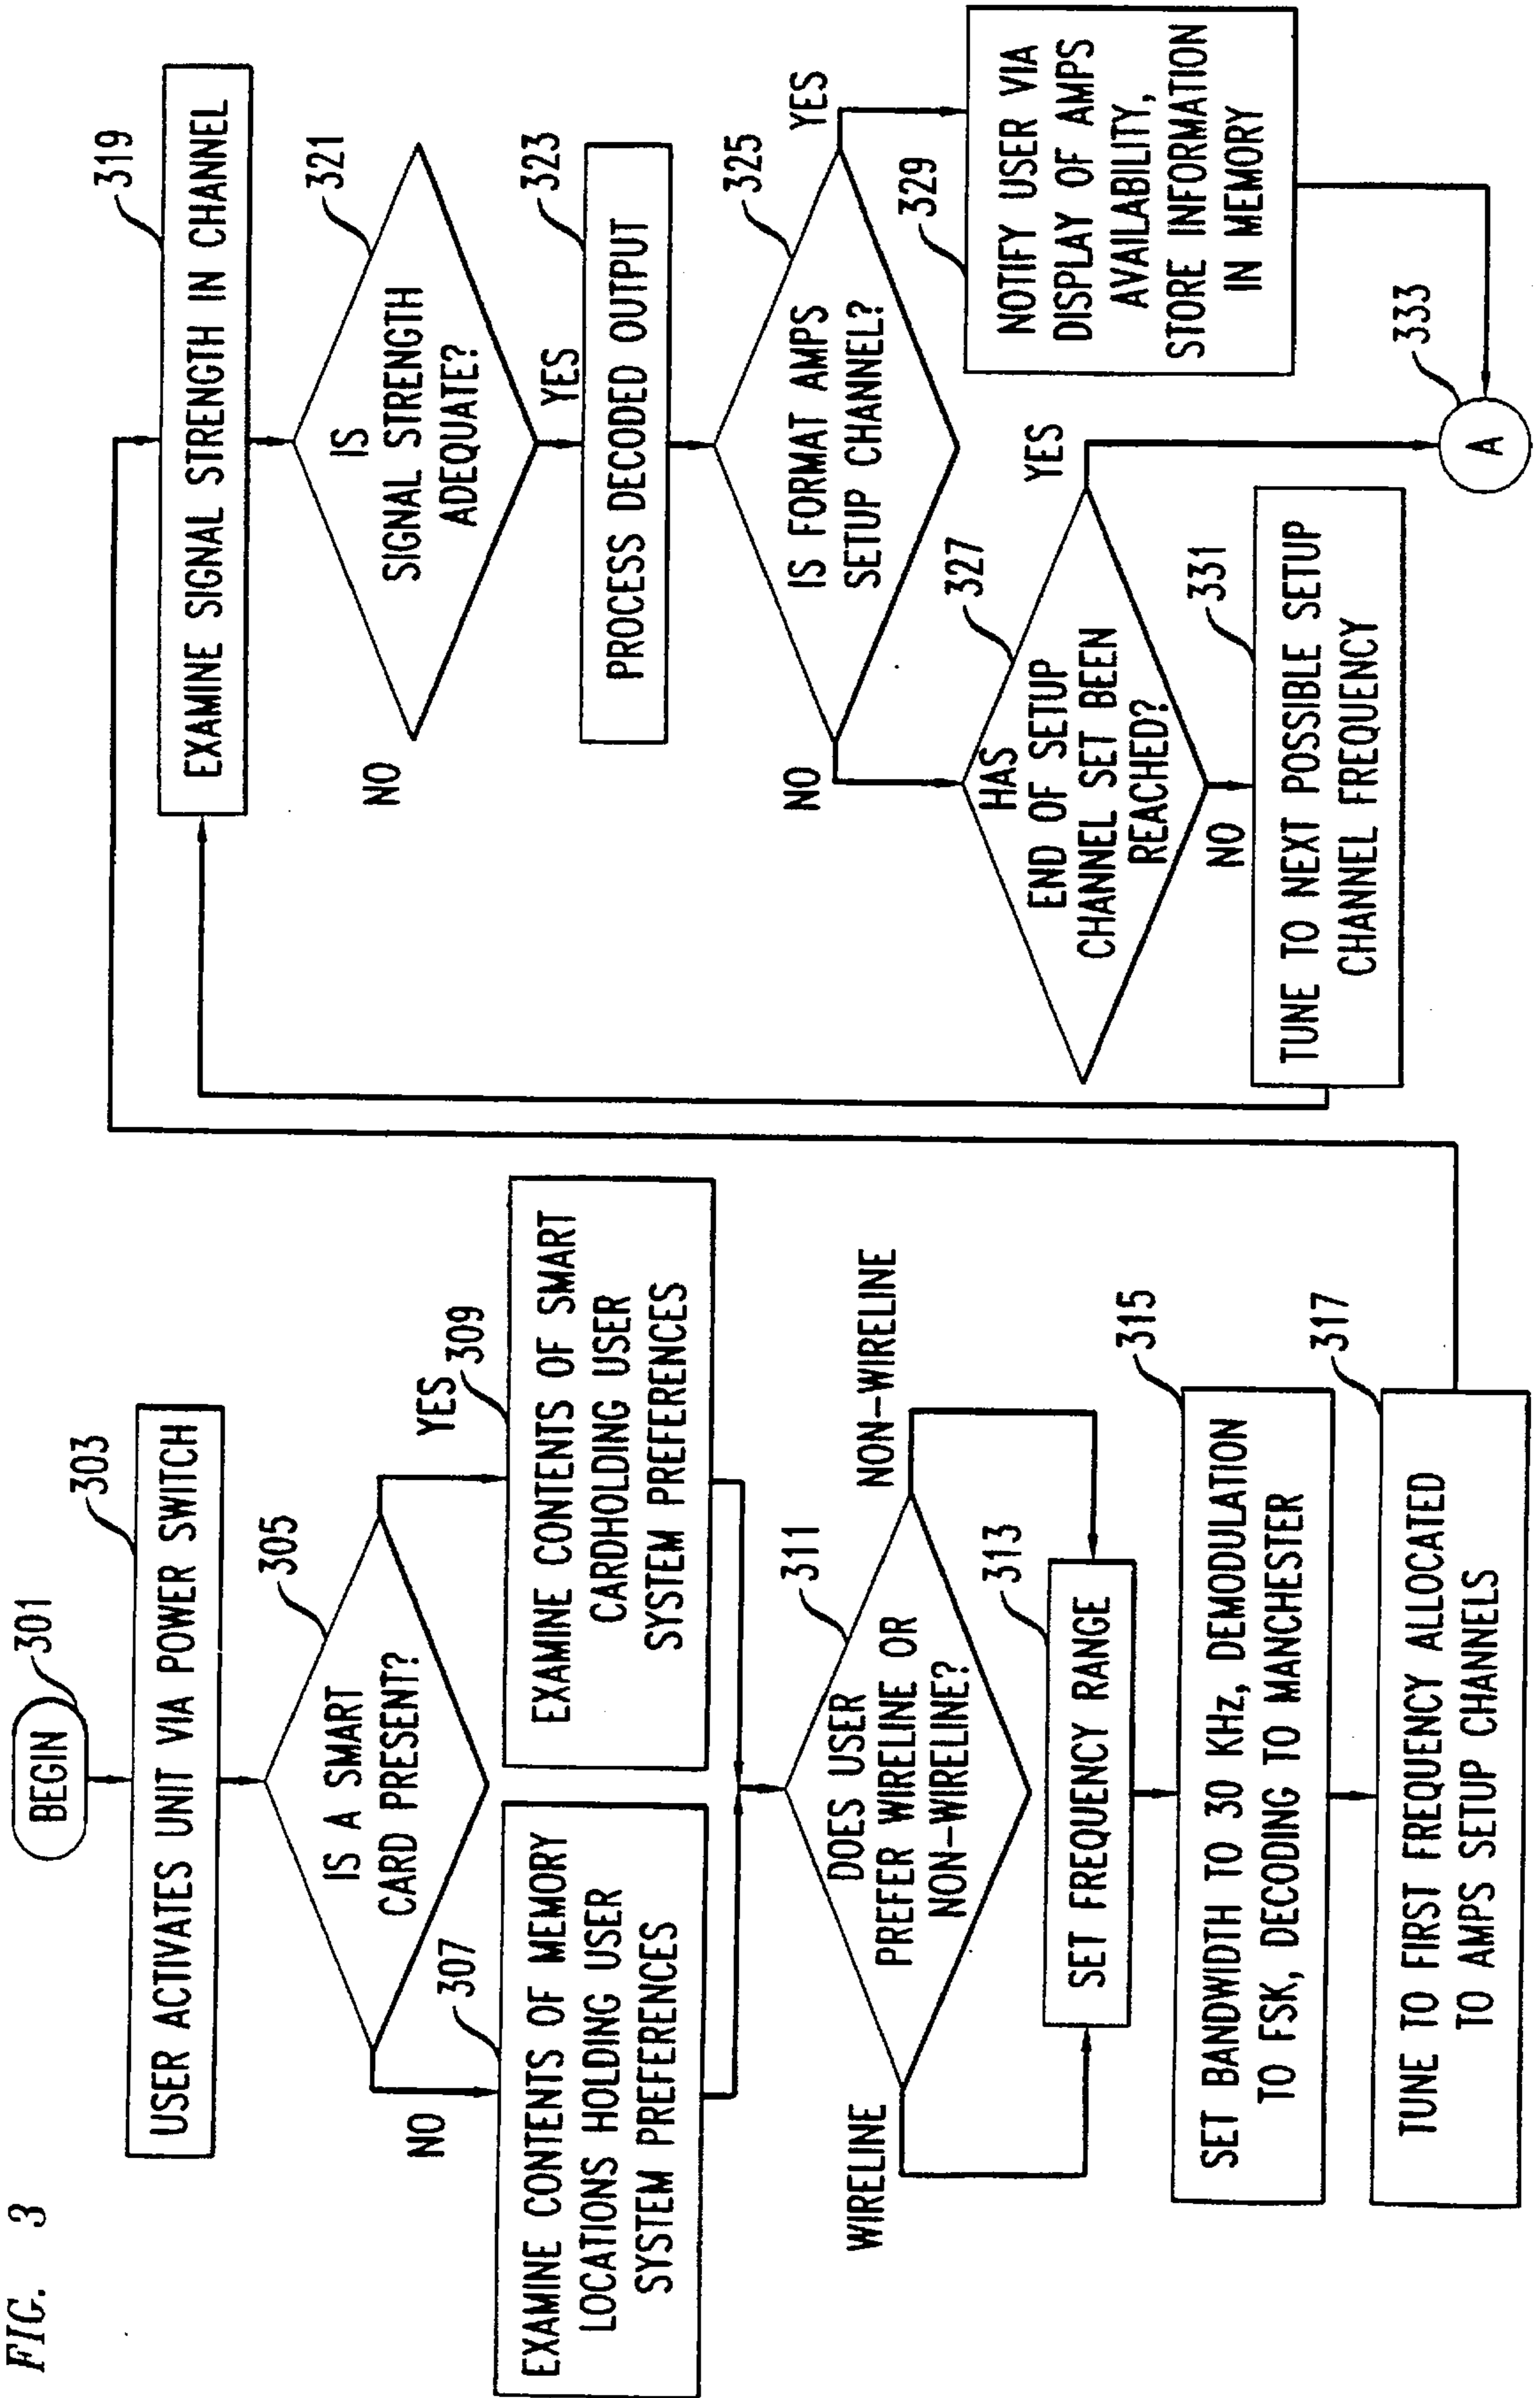 FIG. 3
BEGIN
301
303
USER ACTIVATES UNIT VIA POWER SWITCH
305
IS A SMART
CARD PRESENT?
NO
YES
307
EXAMINE CONTENTS OF MEMORY
LOCATIONS HOLDING USER
SYSTEM PREFERENCES
309
EXAMINE CONTENTS OF SMART
CARDHOLDING USER
SYSTEM PREFERENCES
311
DOES USER
PREFER WIRELINE OR
NON-WIRELINE?
WIRELINE
NON-WIRELINE
313
SET FREQUENCY RANGE
315
SET BANDWIDTH TO 30 KHz, DEMODULATION
TO FSK, DECODING TO MANCHESTER
317
TUNE TO FIRST FREQUENCY ALLOCATED
TO AMPS SETUP CHANNELS
319
EXAMINE SIGNAL STRENGTH IN CHANNEL
321
IS
SIGNAL STRENGTH
ADEQUATE?
NO
YES
323
PROCESS DECODED OUTPUT
325
IS FORMAT AMPS
SETUP CHANNEL?
NO
YES
327
HAS
END OF SETUP
CHANNEL SET BEEN
REACHED?
NO
YES
329
NOTIFY USER VIA
DISPLAY OF AMPS
AVAILABILITY,
STORE INFORMATION
IN MEMORY
331
TUNE TO NEXT POSSIBLE SETUP
CHANNEL FREQUENCY
333
A